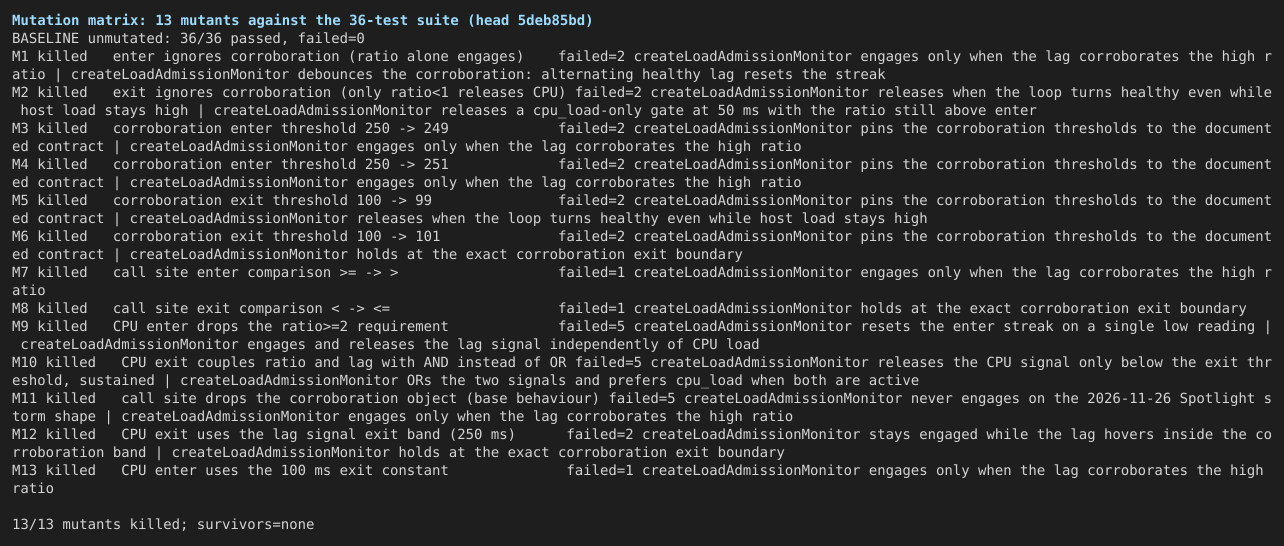 Mutation matrix: 13 mutants against the 36-test suite (head 5deb85bd)
BASELINE unmutated: 36/36 passed, failed=0
M1 killed   enter ignores corroboration (ratio alone engages)    failed=2 createLoadAdmissionMonitor engages only when the lag corroborates the high r
atio | createLoadAdmissionMonitor debounces the corroboration: alternating healthy lag resets the streak
M2 killed   exit ignores corroboration (only ratio<1 releases CPU) failed=2 createLoadAdmissionMonitor releases when the loop turns healthy even while
 host load stays high | createLoadAdmissionMonitor releases a cpu_load-only gate at 50 ms with the ratio still above enter
M3 killed   corroboration enter threshold 250 -> 249             failed=2 createLoadAdmissionMonitor pins the corroboration thresholds to the document
ed contract | createLoadAdmissionMonitor engages only when the lag corroborates the high ratio
M4 killed   corroboration enter threshold 250 -> 251             failed=2 createLoadAdmissionMonitor pins the corroboration thresholds to the document
ed contract | createLoadAdmissionMonitor engages only when the lag corroborates the high ratio
M5 killed   corroboration exit threshold 100 -> 99               failed=2 createLoadAdmissionMonitor pins the corroboration thresholds to the document
ed contract | createLoadAdmissionMonitor releases when the loop turns healthy even while host load stays high
M6 killed   corroboration exit threshold 100 -> 101              failed=2 createLoadAdmissionMonitor pins the corroboration thresholds to the document
ed contract | createLoadAdmissionMonitor holds at the exact corroboration exit boundary
M7 killed   call site enter comparison >= -> >                   failed=1 createLoadAdmissionMonitor engages only when the lag corroborates the high r
atio
M8 killed   call site exit comparison < -> <=                    failed=1 createLoadAdmissionMonitor holds at the exact corroboration exit boundary
M9 killed   CPU enter drops the ratio>=2 requirement             failed=5 createLoadAdmissionMonitor resets the enter streak on a single low reading |
 createLoadAdmissionMonitor engages and releases the lag signal independently of CPU load
M10 killed   CPU exit couples ratio and lag with AND instead of OR failed=5 createLoadAdmissionMonitor releases the CPU signal only below the exit thr
eshold, sustained | createLoadAdmissionMonitor ORs the two signals and prefers cpu_load when both are active
M11 killed   call site drops the corroboration object (base behaviour) failed=5 createLoadAdmissionMonitor never engages on the 2026-11-26 Spotlight s
torm shape | createLoadAdmissionMonitor engages only when the lag corroborates the high ratio
M12 killed   CPU exit uses the lag signal exit band (250 ms)      failed=2 createLoadAdmissionMonitor stays engaged while the lag hovers inside the co
rroboration band | createLoadAdmissionMonitor holds at the exact corroboration exit boundary
M13 killed   CPU enter uses the 100 ms exit constant              failed=1 createLoadAdmissionMonitor engages only when the lag corroborates the high
ratio
13/13 mutants killed; survivors=none